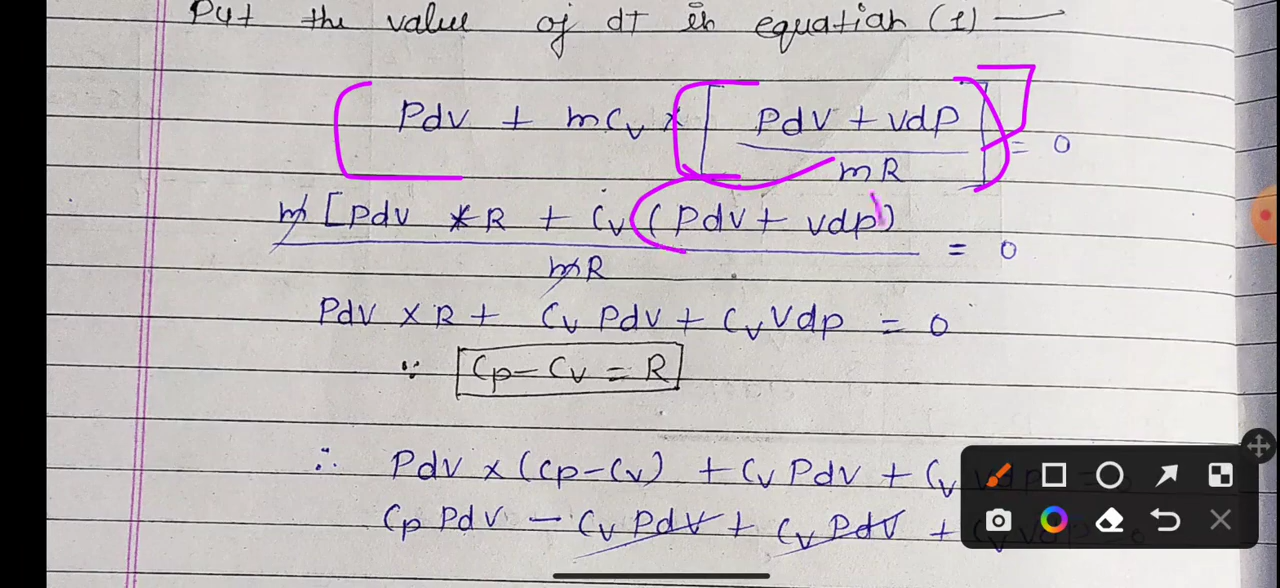 Put the value of dT in equation (1) —
Pdv + mCv × [ Pdv + vdp / mR ] = 0
m [Pdv × R + Cv (Pdv + vdp) / mR = 0
Pdv × R + Cv Pdv + Cv Vdp = 0
∵ Cp – Cv = R
∴ Pdv × (Cp – Cv) + Cv Pdv + Cv
Cp Pdv – Cv Pdv + Cv Pdv +